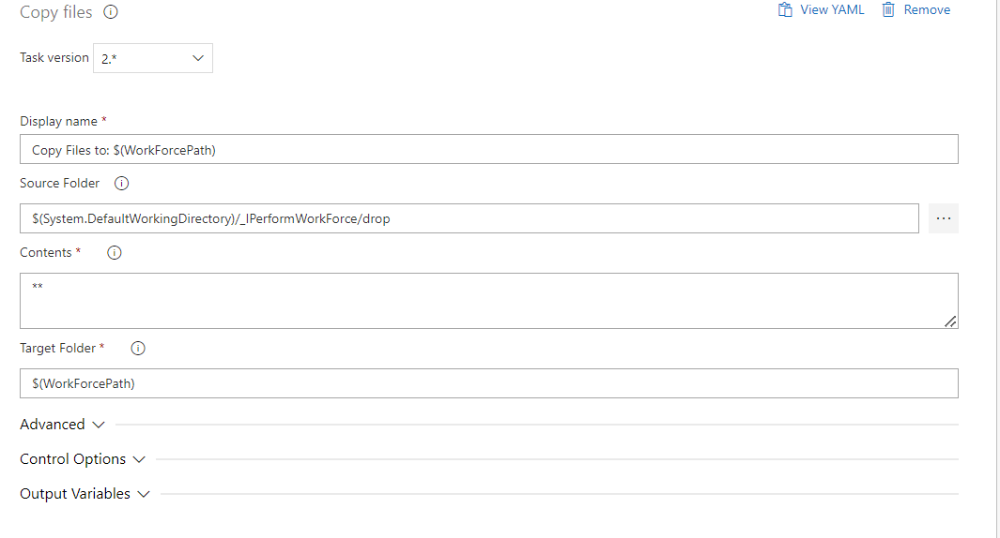 Copy files
View YAML
Remove
Task version
2.*
Display name *
Copy Files to: $(WorkForcePath)
Source Folder
$(System.DefaultWorkingDirectory)/_IPerformWorkForce/drop
...
Contents *
**
Target Folder *
$(WorkForcePath)
Advanced
Control Options
Output Variables